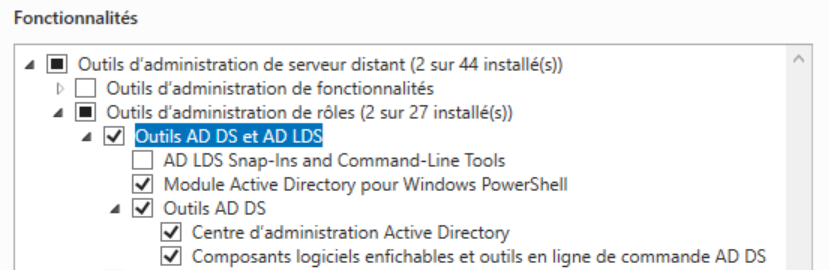 Fonctionnalités
Outils d'administration de serveur distant (2 sur 44 installé(s))
Outils d'administration de fonctionnalités
Outils d'administration de rôles (2 sur 27 installé(s))
Outils AD DS et AD LDS
AD LDS Snap-Ins and Command-Line Tools
Module Active Directory pour Windows PowerShell
Outils AD DS
Centre d'administration Active Directory
Composants logiciels enfichables et outils en ligne de commande AD DS